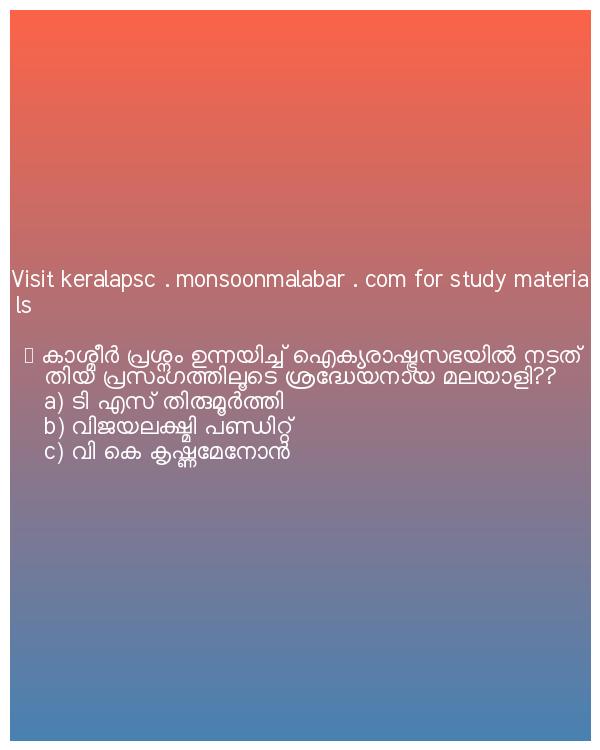 Visit keralapsc . monsoonmalabar . com for study materia
ls
കാശ്മീർ പ്രശ്നം ഉന്നയിച്ച് ഐക്യരാഷ്ട്രസഭയിൽ നടത്
തിയ പ്രസംഗത്തിലൂടെ ശ്രദ്ധേയനായ മലയാളി??
a) ടി എസ് തിരുമൂർത്തി
b) വിജയലക്ഷ്മി പണ്ഡിറ്റ്
c) വി കെ കൃഷ്ണമേനോൻ